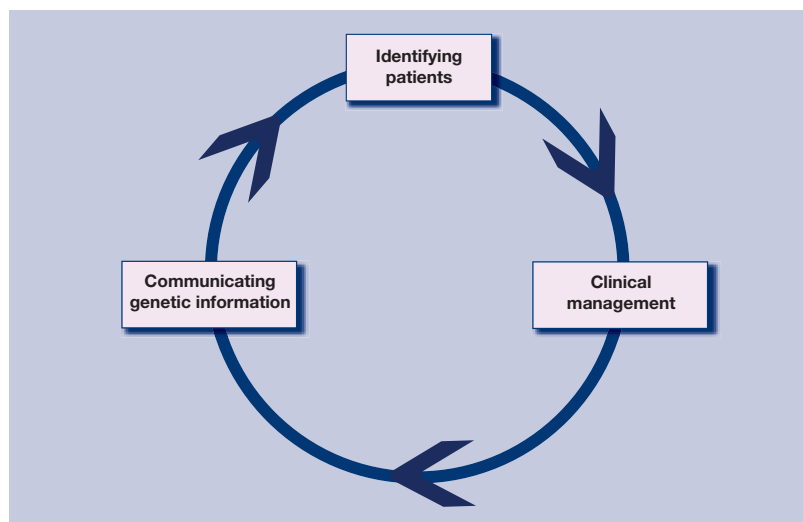 Identifying
patients
Clinical
management
Communicating
genetic information